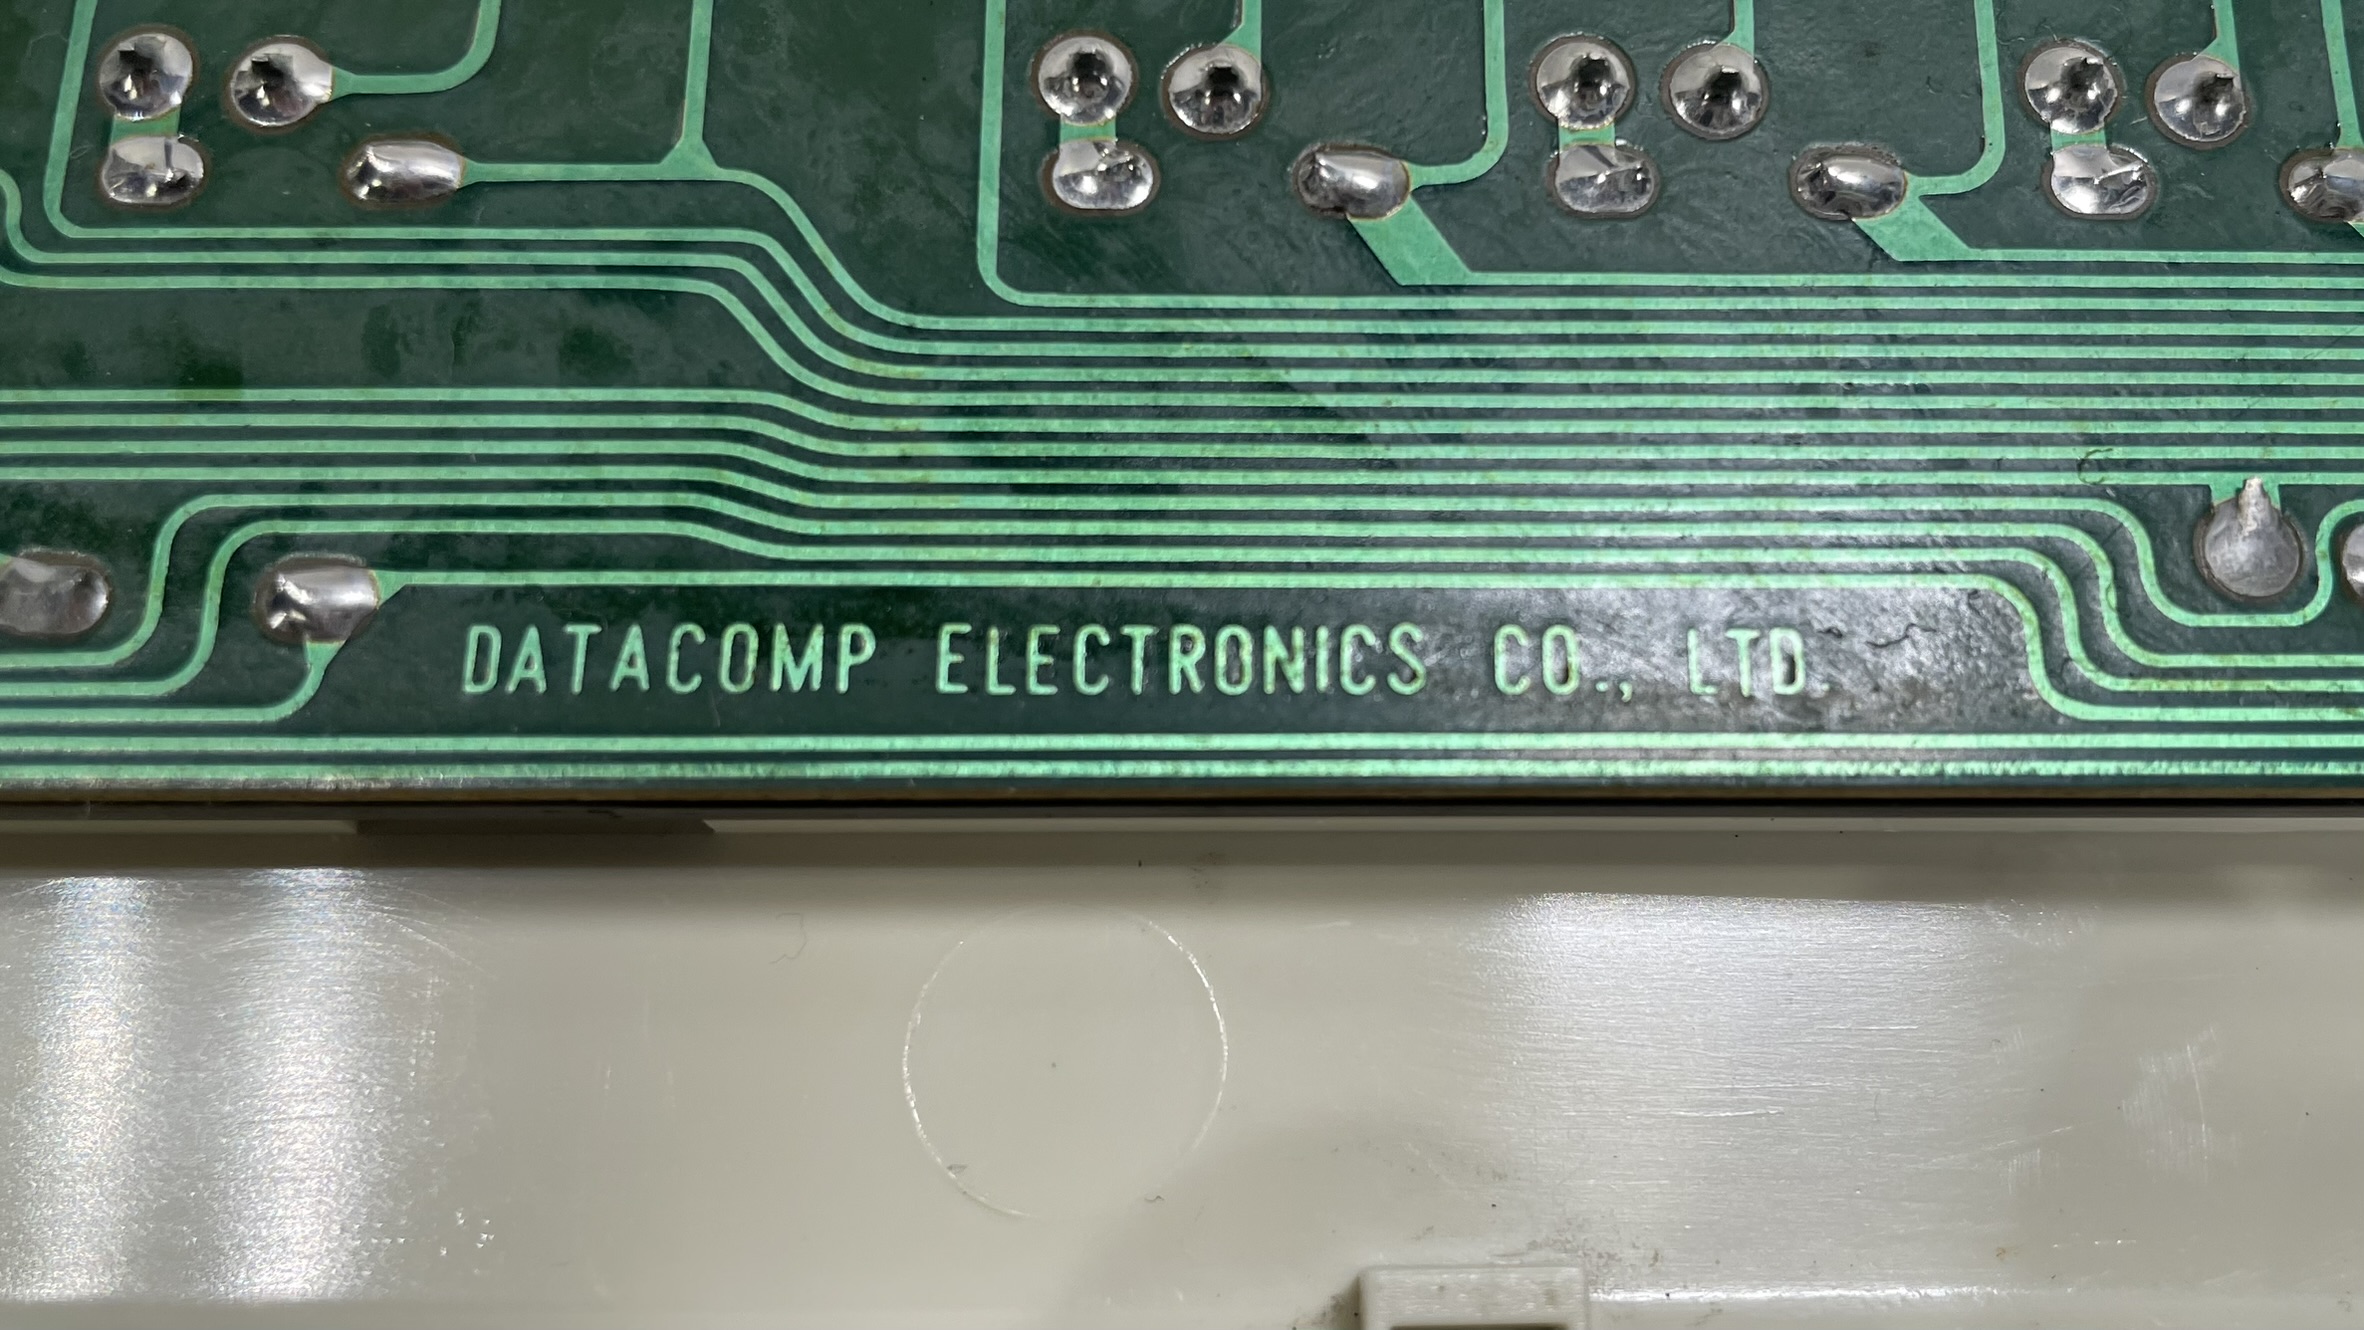 DATACOMP ELECTRONICS CO., LTD.